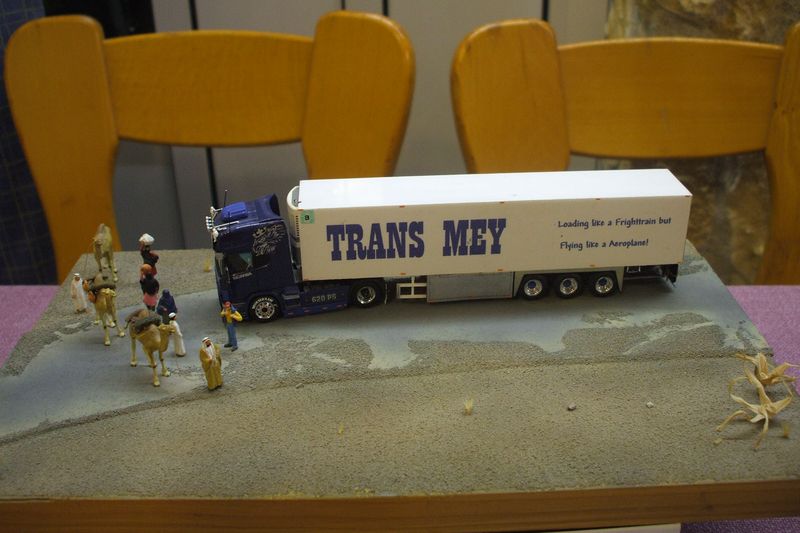 TRANS MEY
Loading like a Frighttrain but
Flying like a Aeroplane!
620 PS